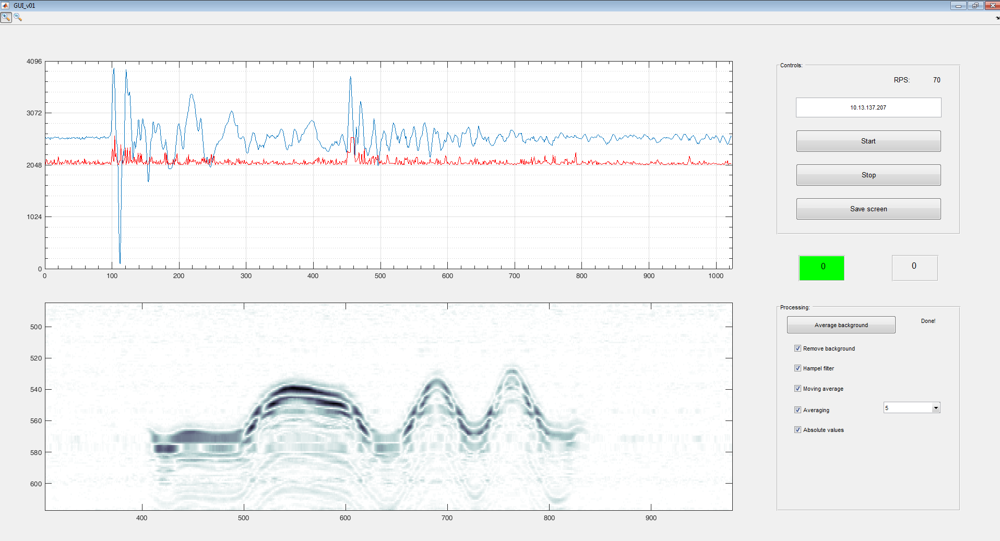 GUI_v01
4096
3072
2048
1024
0
0 100 200 300 400 500 600 700 800 900 1000
Controls:
RPS: 70
10.13.137.207
Start
Stop
Save screen
0 0
500
520
540
560
580
600
400 500 600 700 800 900
Processing:
Average background Done!
Remove background
Hampel filter
Moving average
Averaging 5
Absolute values